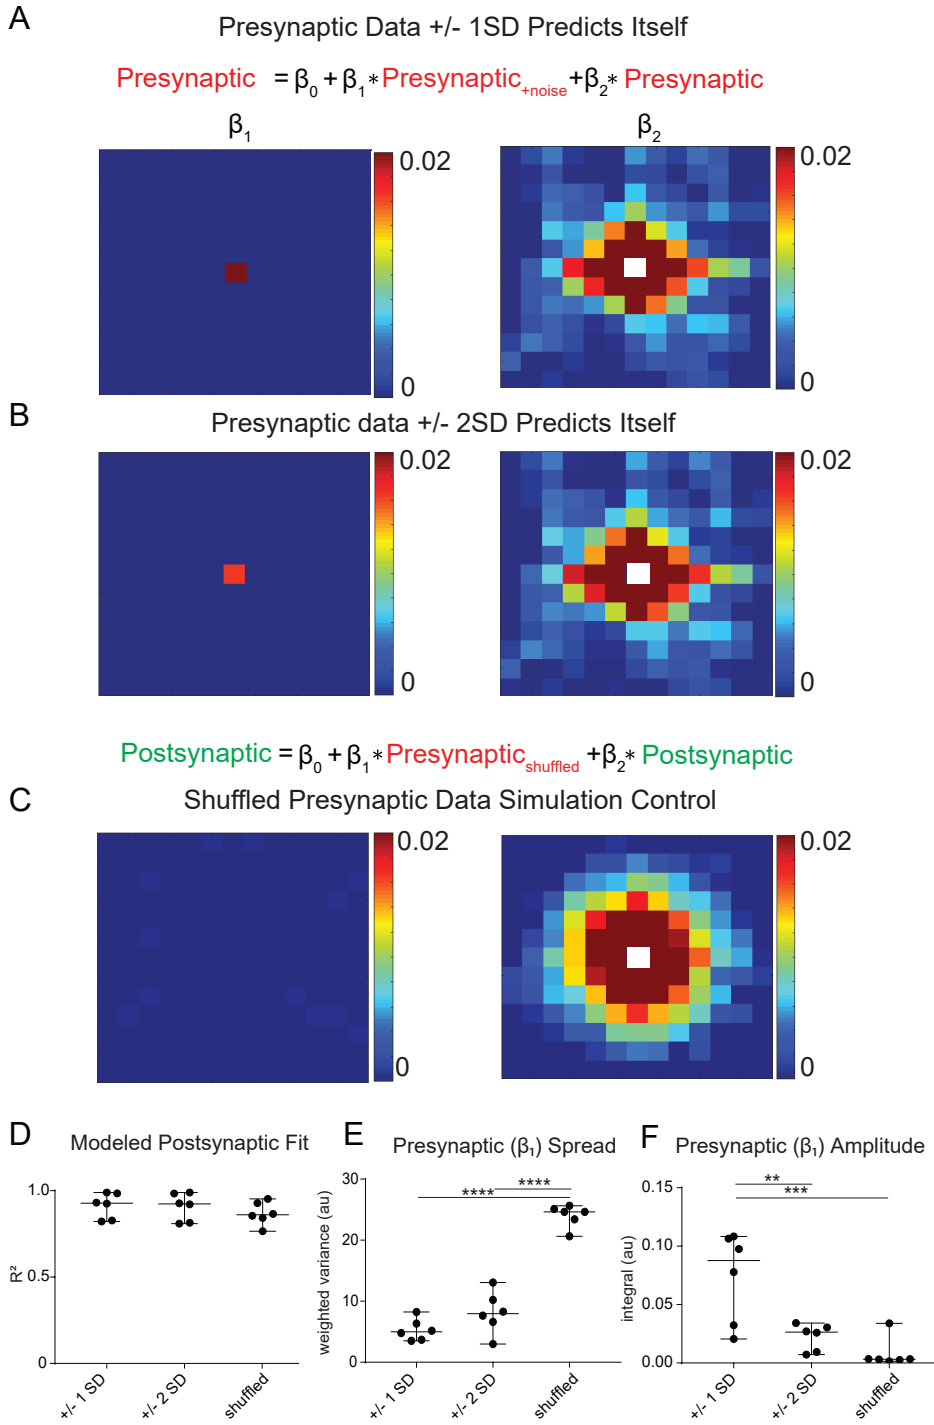 A
Presynaptic Data +/- 1SD Predicts Itself
Presynaptic = β0 + β1* Presynaptic+noise +β2* Presynaptic
β1 β2
0.02 0.02
0 0
B
Presynaptic data +/- 2SD Predicts Itself
0.02 0.02
0 0
Postsynaptic = β0 + β1* Presynapticshuffled +β2* Postsynaptic
C
Shuffled Presynaptic Data Simulation Control
0.02 0.02
0 0
D Modeled Postsynaptic Fit
1.0
0.5
0
R²
+/- 1 SD
+/- 2 SD
shuffled
E Presynaptic (β₁) Spread
30
20
10
0
weighted variance (au)
****
****
+/- 1 SD
+/- 2 SD
shuffled
F Presynaptic (β₁) Amplitude
0.15
0.10
0.05
0.00
integral (au)
**
***
+/- 1 SD
+/- 2 SD
shuffled